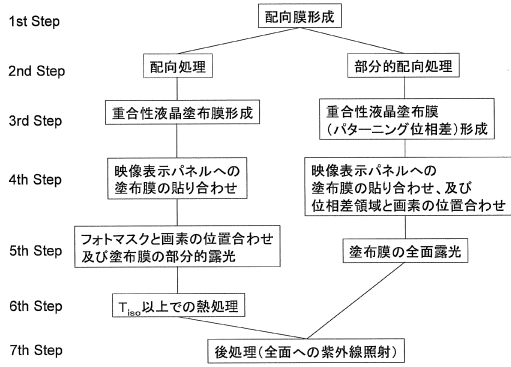 1st Step
配向膜形成
2nd Step
配向処理
部分的配向処理
3rd Step
重合性液晶塗布膜形成
重合性液晶塗布膜
(パターニング位相差)形成
4th Step
映像表示パネルへの
塗布膜の貼り合わせ
映像表示パネルへの
塗布膜の貼り合わせ、及び
位相差領域と画素の位置合わせ
5th Step
フォトマスクと画素の位置合わせ
及び塗布膜の部分的露光
塗布膜の全面露光
6th Step
Tiso以上での熱処理
7th Step
後処理(全面への紫外線照射)